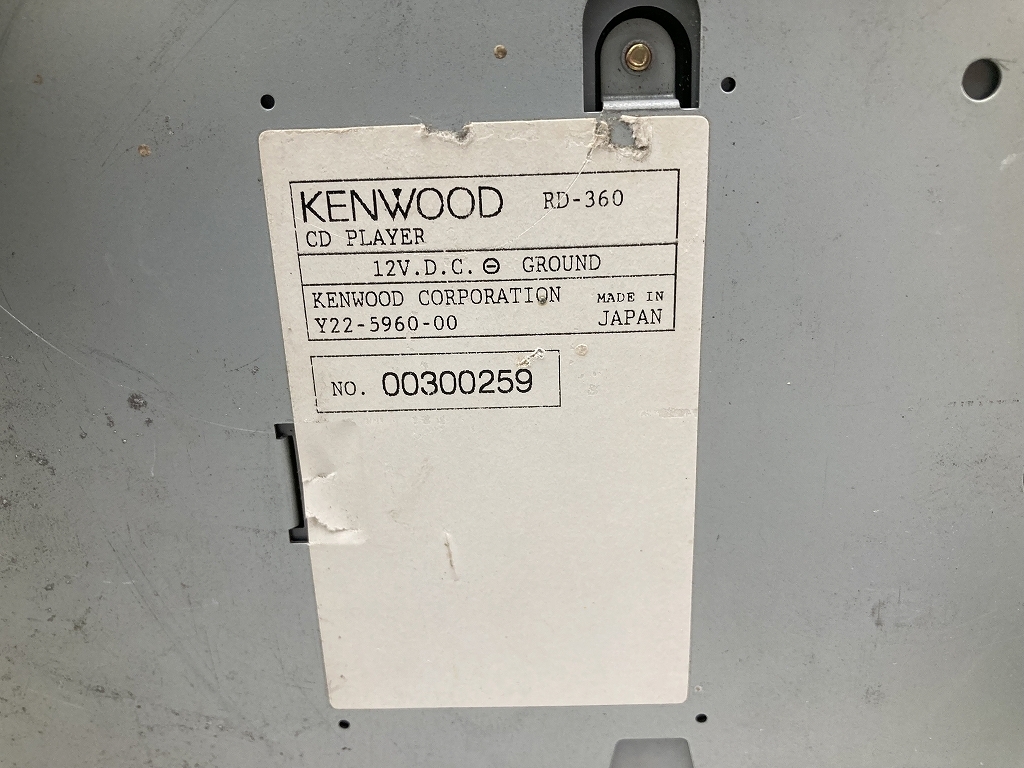 KENWOOD RD-360
CD PLAYER
12V.D.C. ⊖ GROUND
KENWOOD CORPORATION MADE IN
Y22-5960-00 JAPAN
NO. 00300259